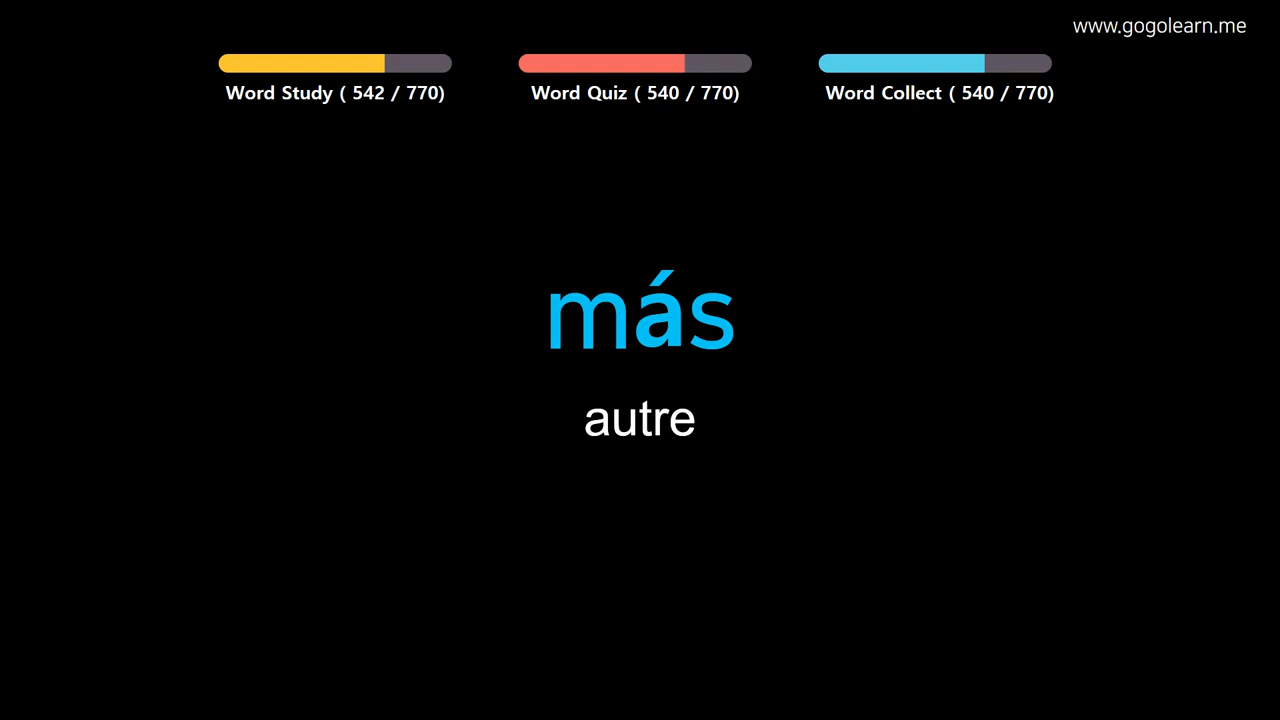 www.gogolearn.me
Word Study ( 542 / 770)
Word Quiz ( 540 / 770)
Word Collect ( 540 / 770)
más
autre